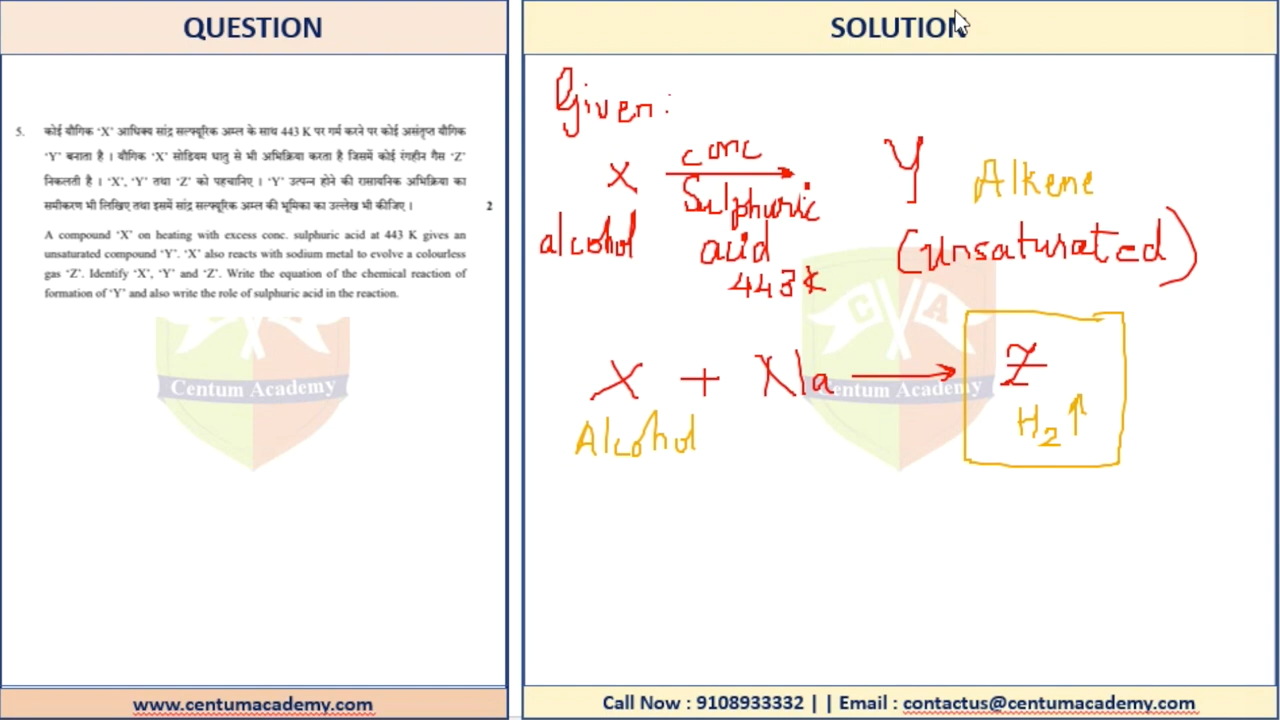 QUESTION
5. कोई यौगिक ‘X’ आधिक्य सांद्र सल्फ्यूरिक अम्ल के साथ 443 K पर गर्म करने पर कोई असंतृप्त यौगिक
‘Y’ बनाता है । यौगिक ‘X’ सोडियम धातु से भी अभिक्रिया करता है जिसमें कोई रंगहीन गैस ‘Z’
निकलती है । ‘X’, ‘Y’ तथा ‘Z’ को पहचानिए । ‘Y’ उत्पन्न होने की रासायनिक अभिक्रिया का
समीकरण भी लिखिए तथा इसमें सांद्र सल्फ्यूरिक अम्ल की भूमिका का उल्लेख भी कीजिए । 2
A compound ‘X’ on heating with excess conc. sulphuric acid at 443 K gives an
unsaturated compound ‘Y’. ‘X’ also reacts with sodium metal to evolve a colourless
gas ‘Z’. Identify ‘X’, ‘Y’ and ‘Z’. Write the equation of the chemical reaction of
formation of ‘Y’ and also write the role of sulphuric acid in the reaction.
Centum Academy
www.centumacademy.com
SOLUTION
Given:
X conc Y Alkene
Sulphuric
alcohol acid (unsaturated)
443 K
C A
X + Na → Z
Centum Academy
Alcohol H2↑
Call Now : 9108933332 | | Email : contactus@centumacademy.com